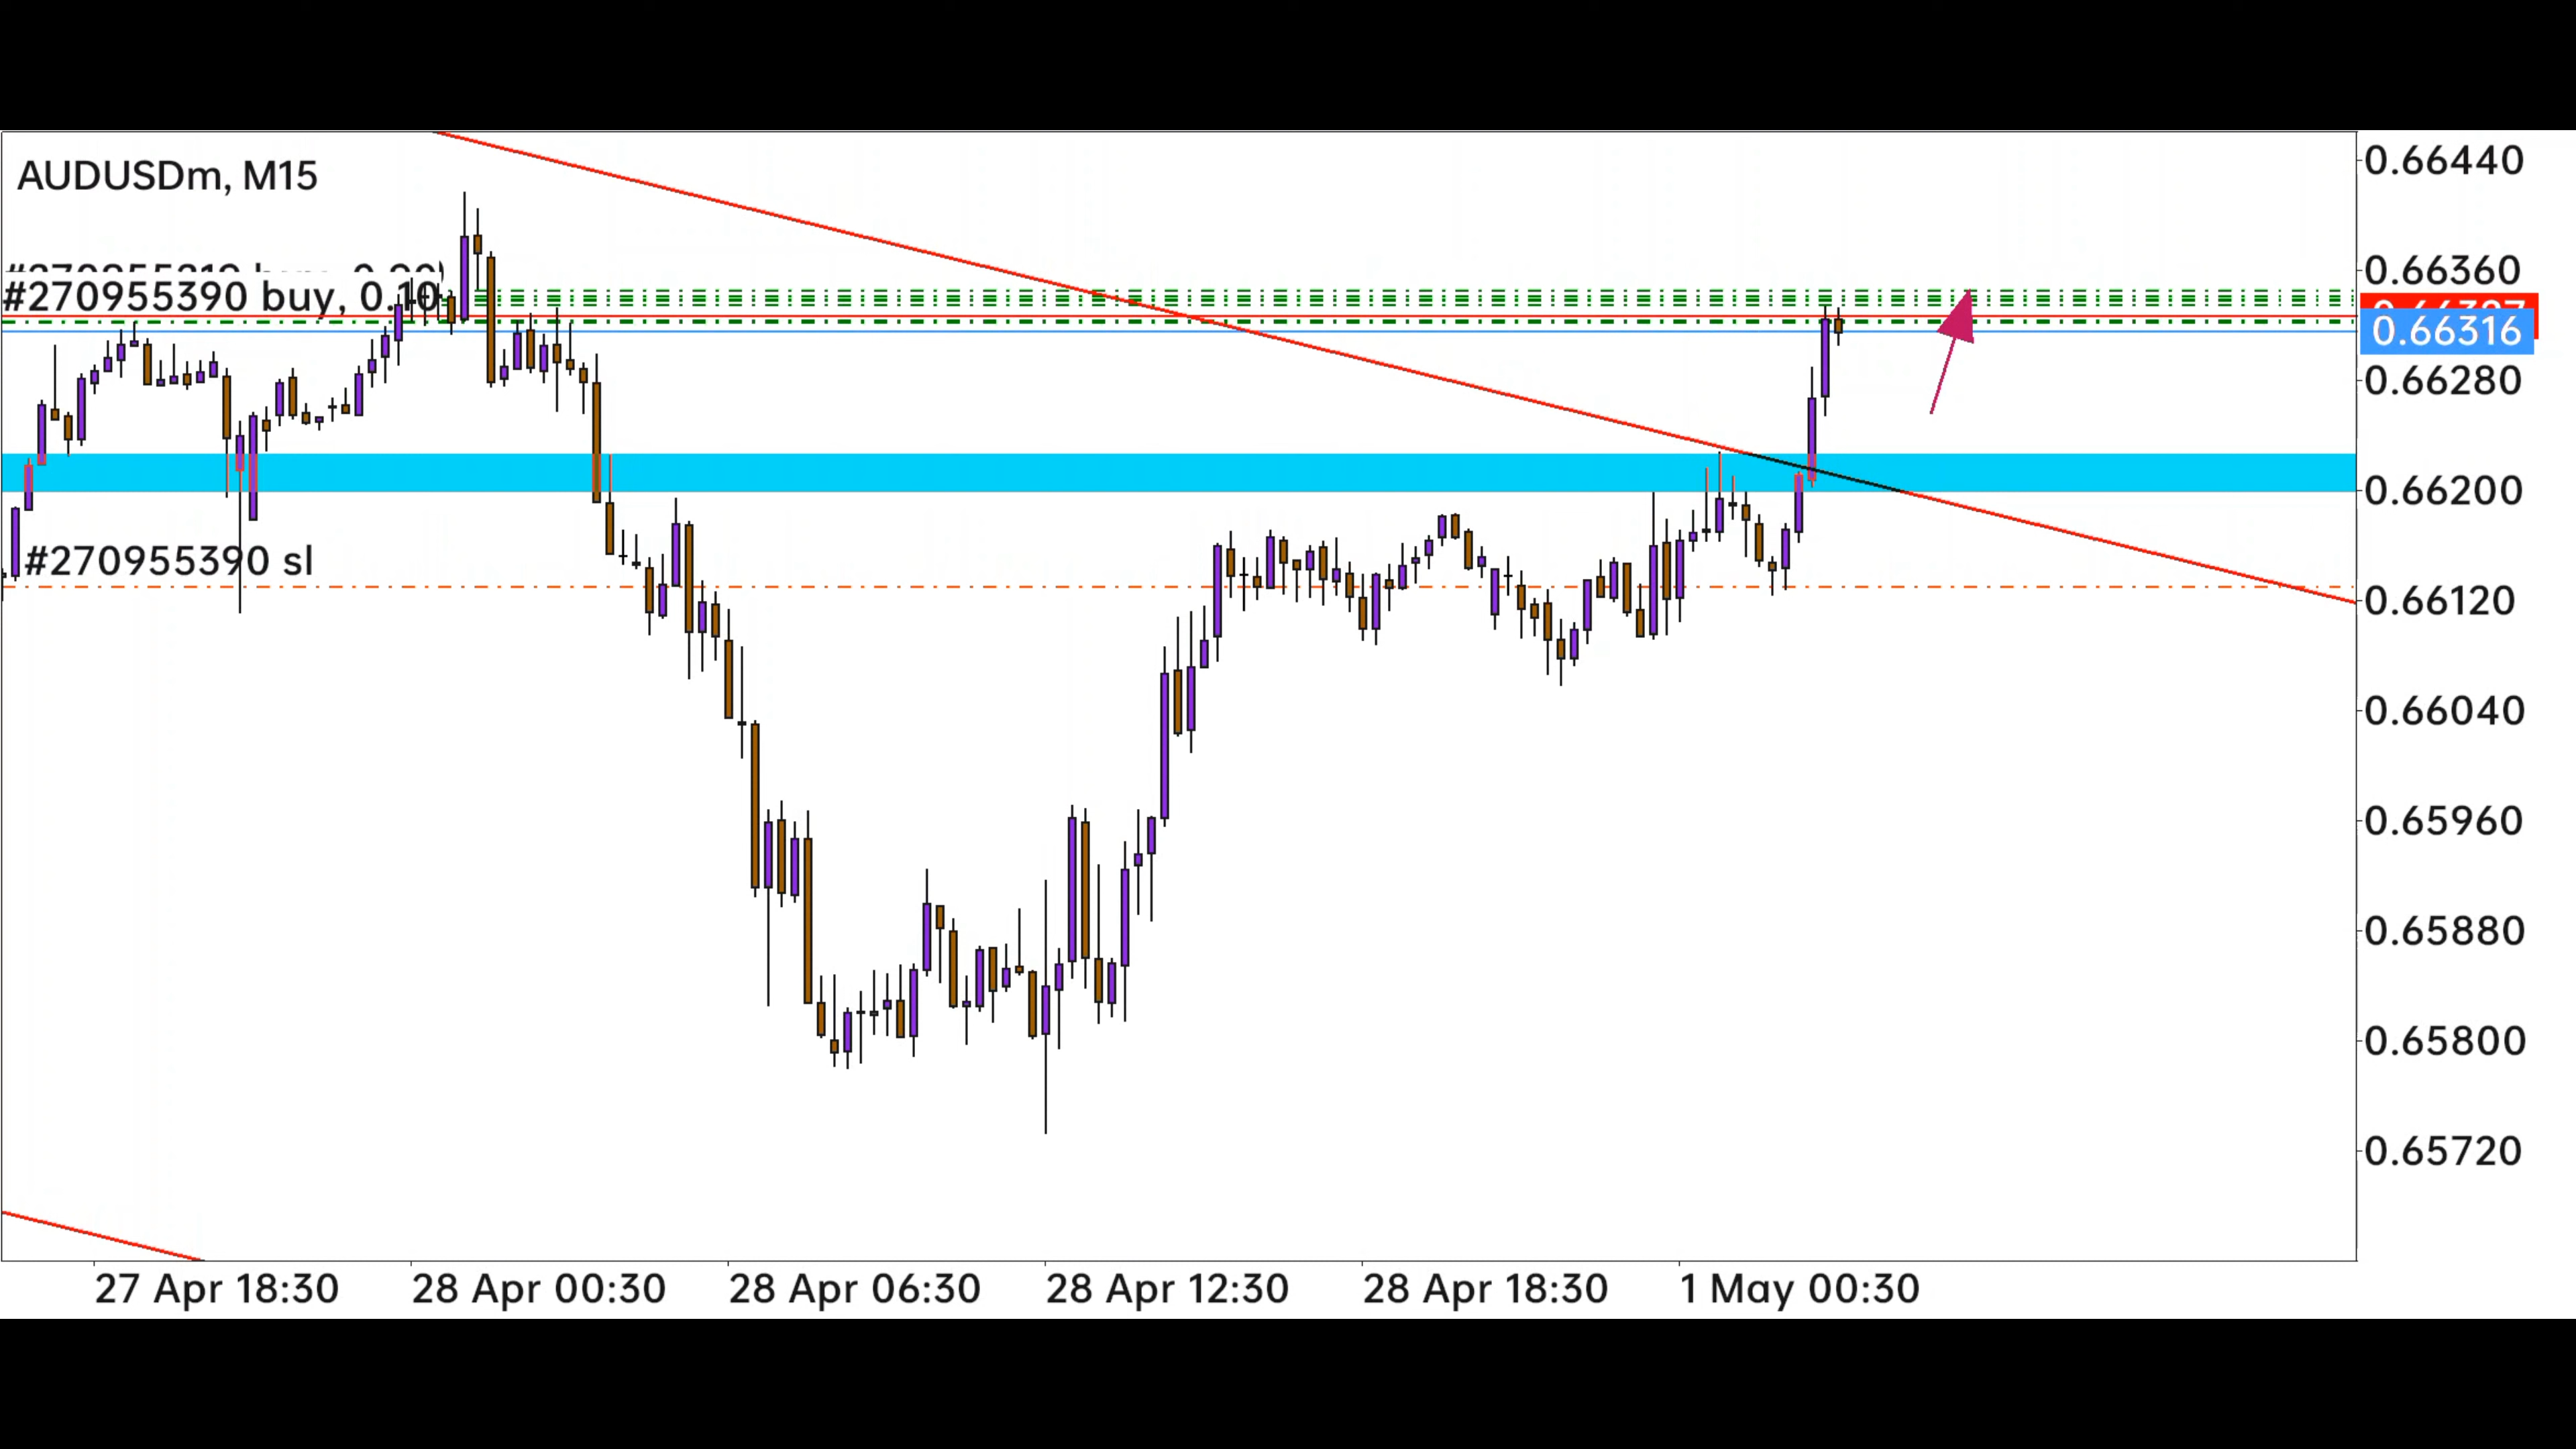 AUDUSDm, M15
#270955390 buy, 0.10
#270955390 sl
0.66440
0.66360
0.66316
0.66280
0.66200
0.66120
0.66040
0.65960
0.65880
0.65800
0.65720
27 Apr 18:30 28 Apr 00:30 28 Apr 06:30 28 Apr 12:30 28 Apr 18:30 1 May 00:30